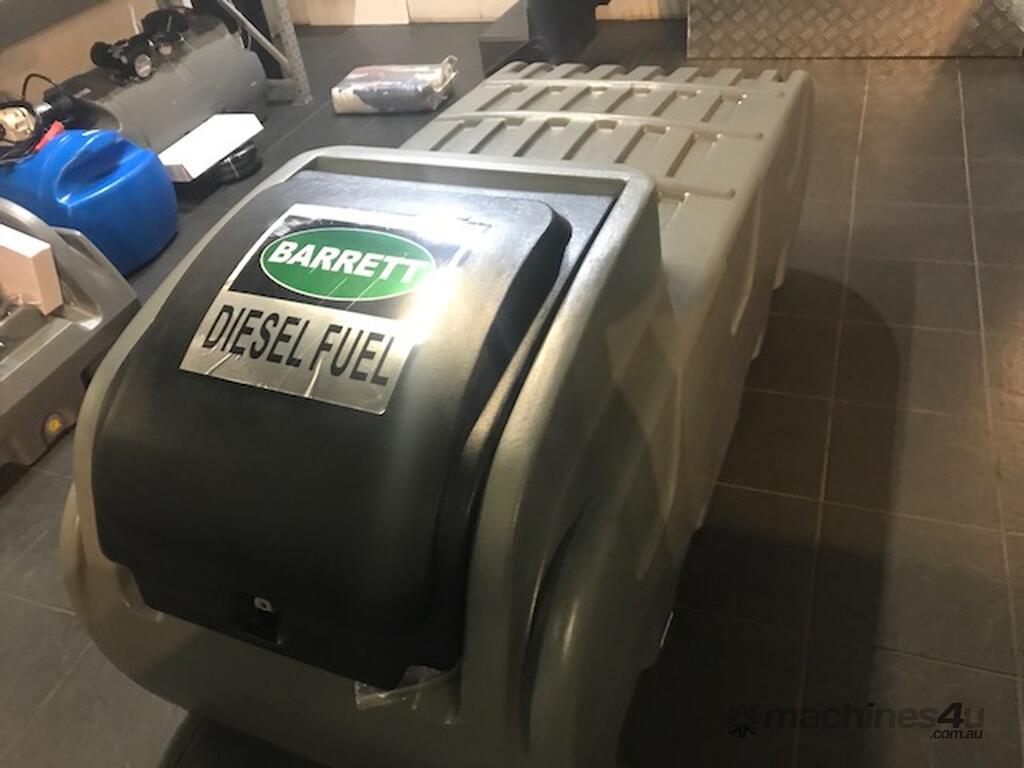 BARRETT
DIESEL FUEL
machines4u
.com.au